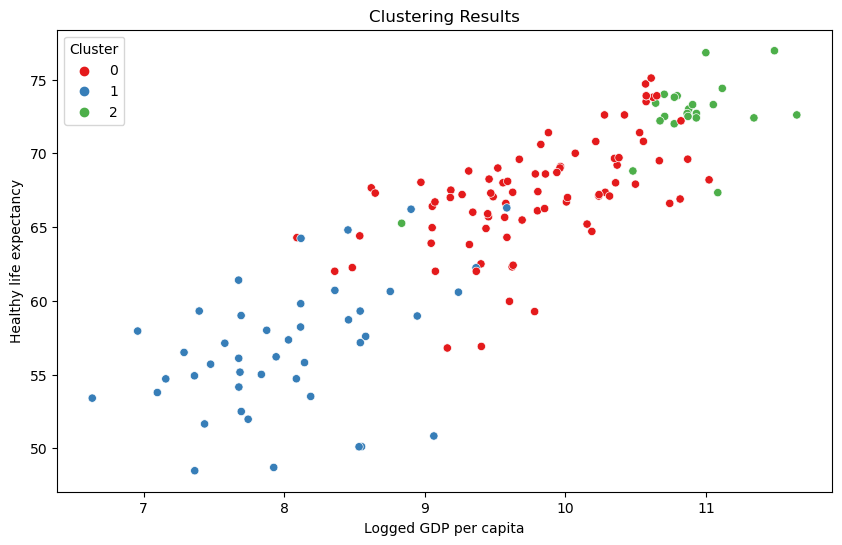 Clustering Results
Cluster
0
1
2
75
70
65
60
55
50
Healthy life expectancy
7 8 9 10 11
Logged GDP per capita